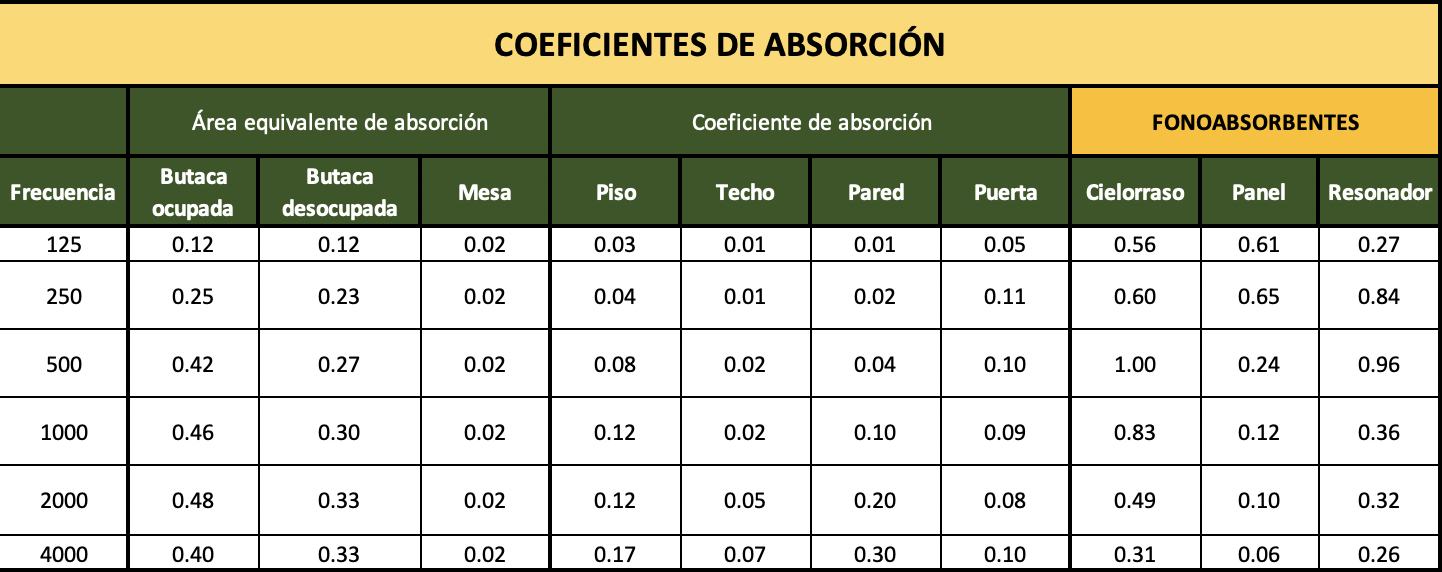 COEFICIENTES DE ABSORCIÓN
Área equivalente de absorción Coeficiente de absorción FONOABSORBENTES
Frecuencia Butaca ocupada Butaca desocupada Mesa Piso Techo Pared Puerta Cielorraso Panel Resonador
125 0.12 0.12 0.02 0.03 0.01 0.01 0.05 0.56 0.61 0.27
250 0.25 0.23 0.02 0.04 0.01 0.02 0.11 0.60 0.65 0.84
500 0.42 0.27 0.02 0.08 0.02 0.04 0.10 1.00 0.24 0.96
1000 0.46 0.30 0.02 0.12 0.02 0.10 0.09 0.83 0.12 0.36
2000 0.48 0.33 0.02 0.12 0.05 0.20 0.08 0.49 0.10 0.32
4000 0.40 0.33 0.02 0.17 0.07 0.30 0.10 0.31 0.06 0.26